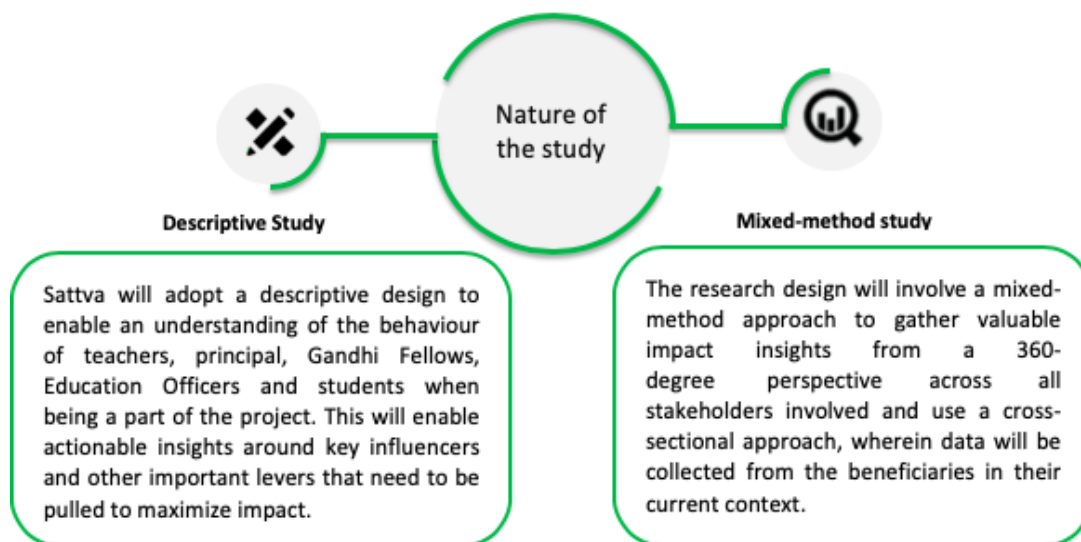 Nature of
the study
Descriptive Study
Sattva will adopt a descriptive design to
enable an understanding of the behaviour
of teachers, principal, Gandhi Fellows,
Education Officers and students when
being a part of the project. This will enable
actionable insights around key influencers
and other important levers that need to be
pulled to maximize impact.
Mixed-method study
The research design will involve a mixed-
method approach to gather valuable
impact insights from a 360-
degree perspective across all
stakeholders involved and use a cross-
sectional approach, wherein data will be
collected from the beneficiaries in their
current context.